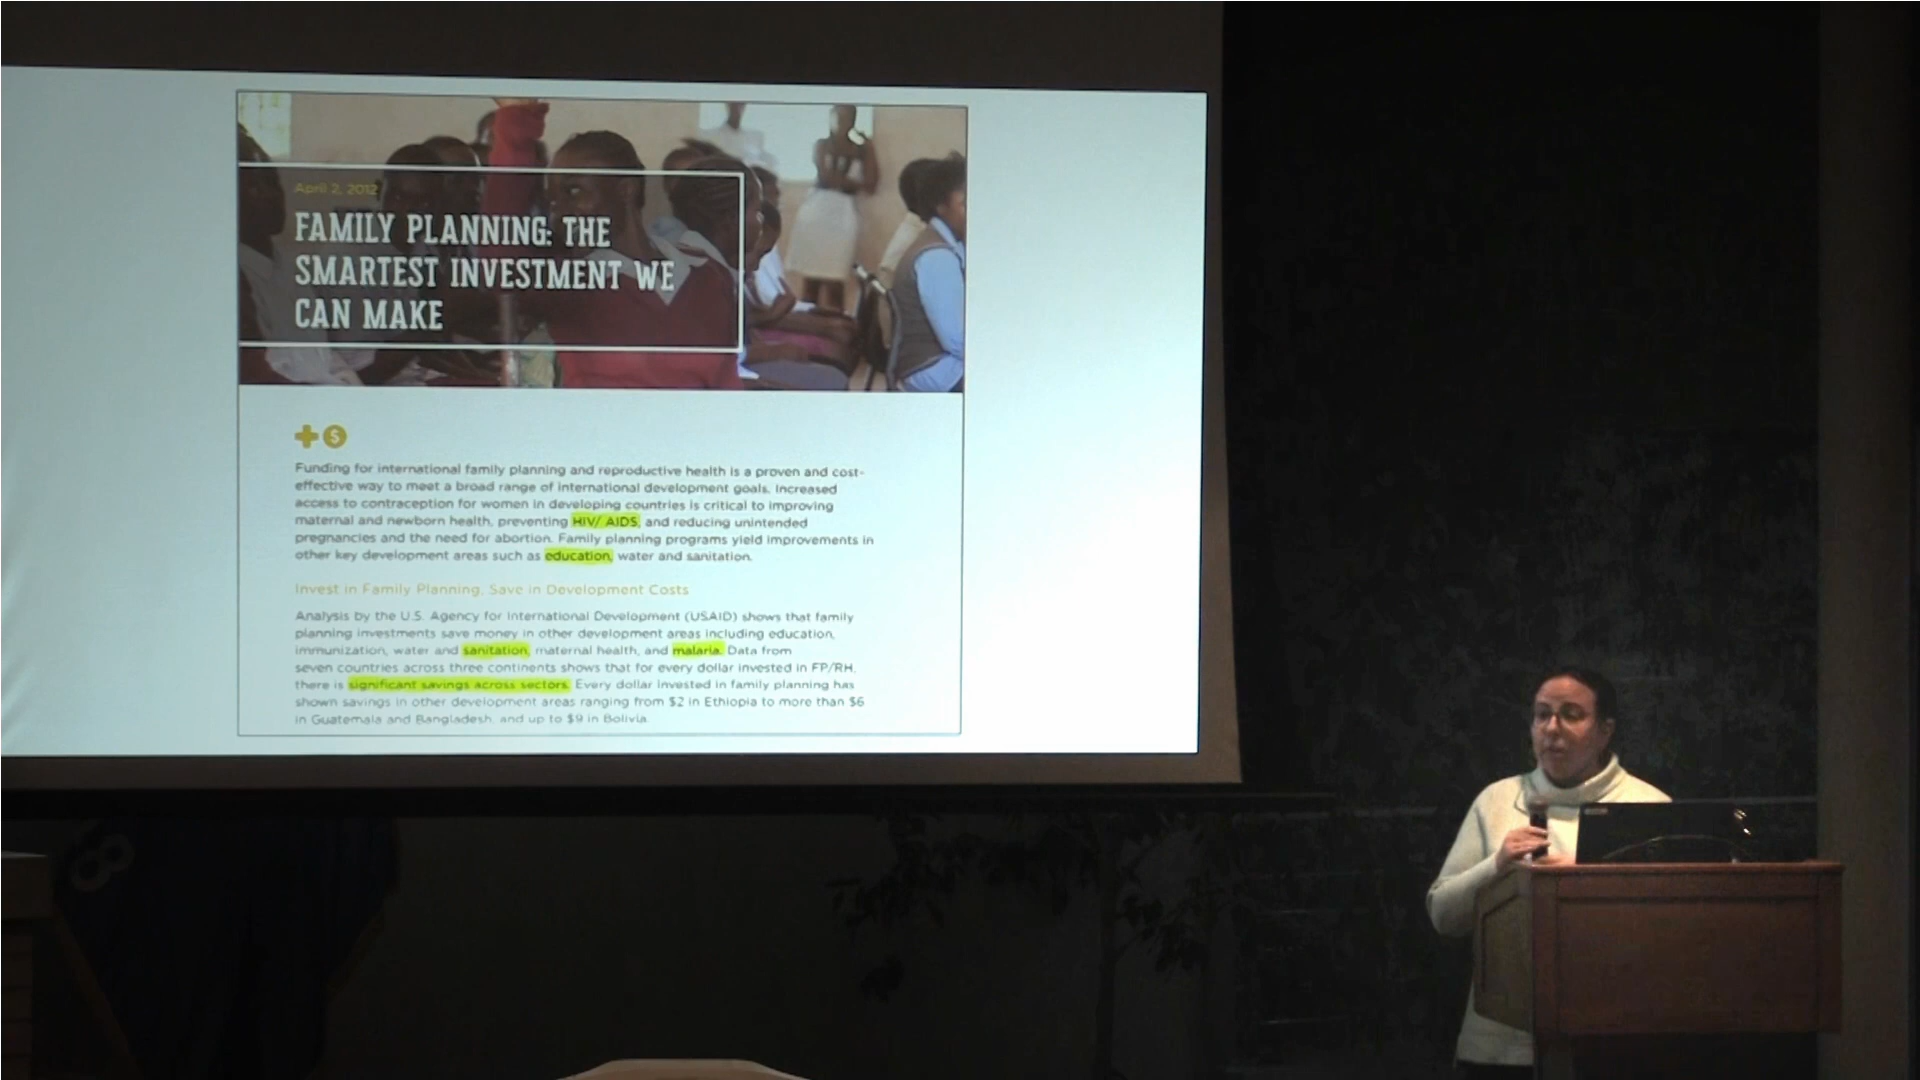 April 2, 2012
FAMILY PLANNING: THE
SMARTEST INVESTMENT WE
CAN MAKE
Funding for international family planning and reproductive health is a proven and cost-
effective way to meet a broad range of international development goals. Increased
access to contraception for women in developing countries is critical to improving
maternal and newborn health, preventing HIV/ AIDS, and reducing unintended
pregnancies and the need for abortion. Family planning programs yield improvements in
other key development areas such as education, water and sanitation.
Invest in Family Planning, Save in Development Costs
Analysis by the U.S. Agency for International Development (USAID) shows that family
planning investments save money in other development areas including education,
immunization, water and sanitation, maternal health, and malaria. Data from
seven countries across three continents shows that for every dollar invested in FP/RH,
there is significant savings across sectors. Every dollar invested in family planning has
shown savings in other development areas ranging from $2 in Ethiopia to more than $6
in Guatemala and Bangladesh, and up to $9 in Bolivia.